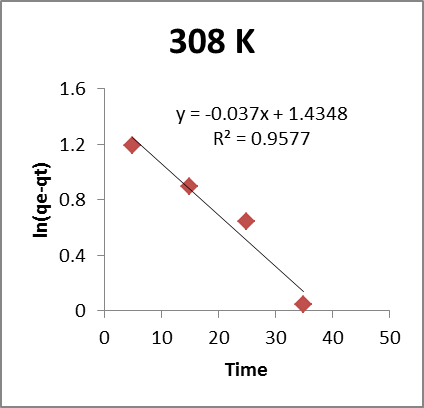 308 K
y = -0.037x + 1.4348
R² = 0.9577
1.6
1.2
0.8
0.4
0
ln(qe-qt)
0 10 20 30 40 50
Time